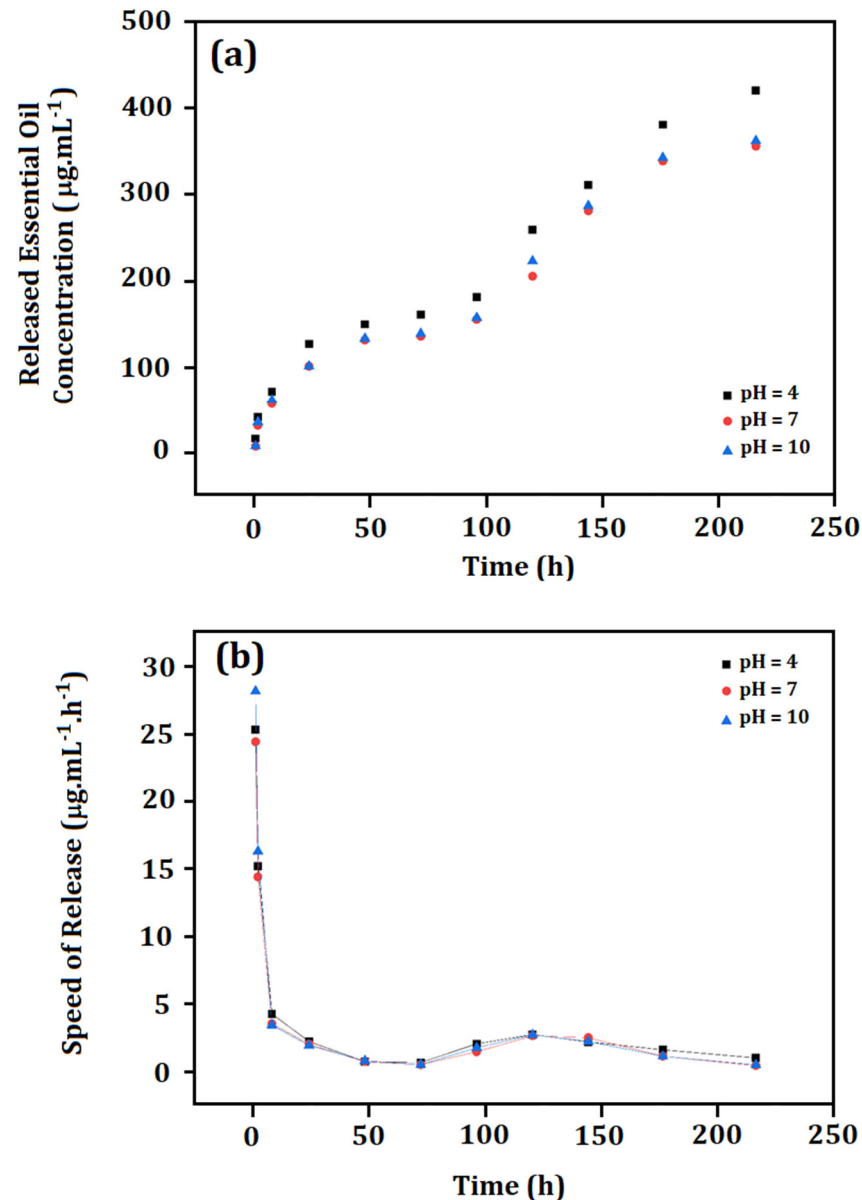 (a)
500
400
300
200
100
0
Released Essential Oil
Concentration ( μg.mL⁻¹)
pH = 4
pH = 7
pH = 10
0 50 100 150 200 250
Time (h)
(b)
30
25
20
15
10
5
0
Speed of Release (μg.mL⁻¹.h⁻¹)
pH = 4
pH = 7
pH = 10
0 50 100 150 200 250
Time (h)